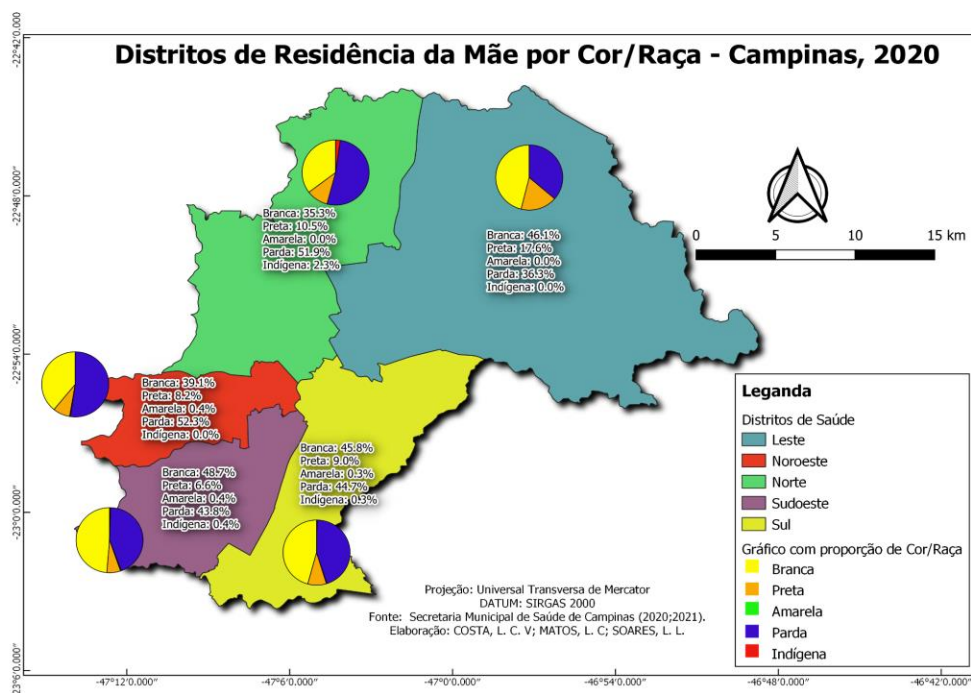 Distritos de Residência da Mãe por Cor/Raça - Campinas, 2020
-22°42'0.000
-22°48'0.000
-22°54'0.000"
-23°0'0.000"
-23°6'0.000
Branca: 35.3%
Preta: 10.5%
Amarela: 0.0%
Parda: 51.9%
Indígena: 2.3%
Branca: 46.1%
Preta: 17.6%
Amarela: 0.0%
Parda: 36.3%
Indígena: 0.0%
0 5 10 15 km
Branca: 39.1%
Preta: 8.2%
Amarela: 0.4%
Parda: 52.3%
Indígena: 0.0%
Branca: 48.7%
Preta: 6.6%
Amarela: 0.4%
Parda: 43.8%
Indígena: 0.4%
Branca: 45.8%
Preta: 9.0%
Amarela: 0.3%
Parda: 44.7%
Indígena: 0.3%
Leganda
Distritos de Saúde
Leste
Noroeste
Norte
Sudoeste
Sul
Gráfico com proporção de Cor/Raça
Branca
Preta
Amarela
Parda
Indígena
Projeção: Universal Transversa de Mercator
DATUM: SIRGAS 2000
Fonte: Secretaria Municipal de Saúde de Campinas (2020;2021).
Elaboração: COSTA, L. C. V; MATOS, L. C; SOARES, L. L.
-47°12'0.000" -47°6'0.000" -47°0'0.000" -46°54'0.000" -46°48'0.000" -46°42'0.000"